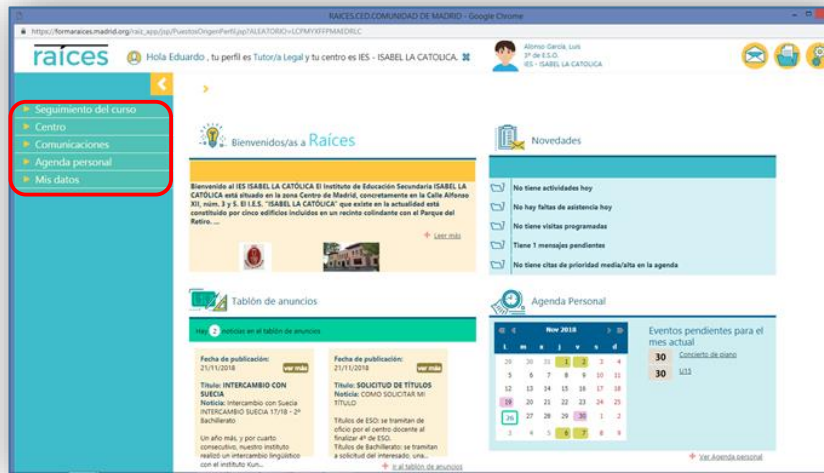 RAICES.CED.COMUNIDAD DE MADRID - Google Chrome
https://formaraices.madrid.org/raiz_app/jsp/PuestosOrigenPerfil.jsp?ALEATORIO=LCPMYXFFPMAEDRLC
raíces
Hola Eduardo , tu perfil es Tutor/a Legal y tu centro es IES - ISABEL LA CATOLICA.
Alonso García, Luis
3º de E.S.O.
IES - ISABEL LA CATOLICA
Seguimiento del curso
Centro
Comunicaciones
Agenda personal
Mis datos
Bienvenidos/as a Raíces
Bienvenido al IES ISABEL LA CATÓLICA El Instituto de Educación Secundaria ISABEL LA
CATÓLICA está situado en la zona Centro de Madrid, concretamente en la Calle Alfonso
XII, núm. 3 y 5. El I.E.S. "ISABEL LA CATÓLICA" que existe en la actualidad está
constituido por cinco edificios incluidos en un recinto colindante con el Parque del
Retiro. ...
Leer más
Novedades
No tiene actividades hoy
No hay faltas de asistencia hoy
No tiene visitas programadas
Tiene 1 mensajes pendientes
No tiene citas de prioridad media/alta en la agenda
Tablón de anuncios
Hay 2 noticias en el tablón de anuncios
Fecha de publicación:
21/11/2018
ver más
Título: INTERCAMBIO CON
SUECIA
Noticia: Intercambio con Suecia
INTERCAMBIO SUECIA 17/18 - 2º
Bachillerato
Un año más, y por cuarto
consecutivo, nuestro instituto
realizó un intercambio lingüístico
con el instituto Kun...
Fecha de publicación:
21/11/2018
ver más
Título: SOLICITUD DE TÍTULOS
Noticia: COMO SOLICITAR MI
TÍTULO
Títulos de ESO: se tramitan de
oficio por el centro docente al
finalizar 4º de ESO.
Títulos de Bachillerato: se tramitan
a solicitud del interesado, una...
Ir al tablón de anuncios
Agenda Personal
Nov 2018
L m x j v s d
29 30 31 1 2 3 4
5 6 7 8 9 10 11
12 13 14 15 16 17 18
19 20 21 22 23 24 25
26 27 28 29 30 1 2
3 4 5 6 7 8 9
Eventos pendientes para el
mes actual
30 Concierto de piano
30 U15
Ver Agenda personal